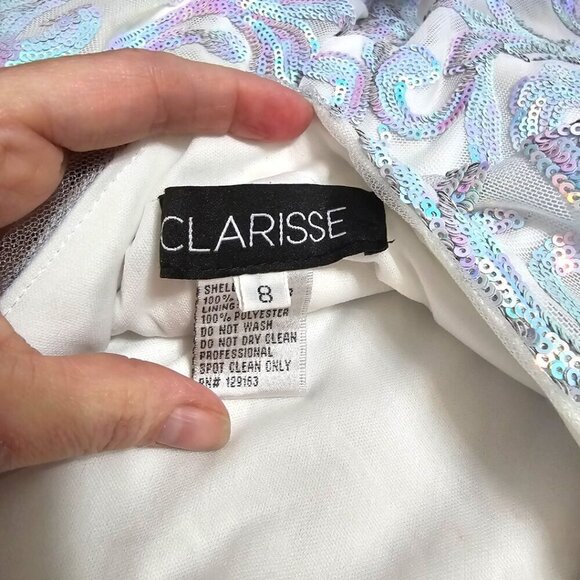 CLARISSE
8
SHELL
100%
LINING:
100% POLYESTER
DO NOT WASH
DO NOT DRY CLEAN
PROFESSIONAL
SPOT CLEAN ONLY
RN# 129163